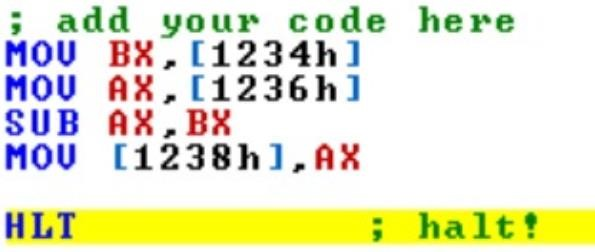 ; add your code here
MOV BX,[1234h]
MOV AX,[1236h]
SUB AX,BX
MOV [1238h],AX
HLT ; halt!